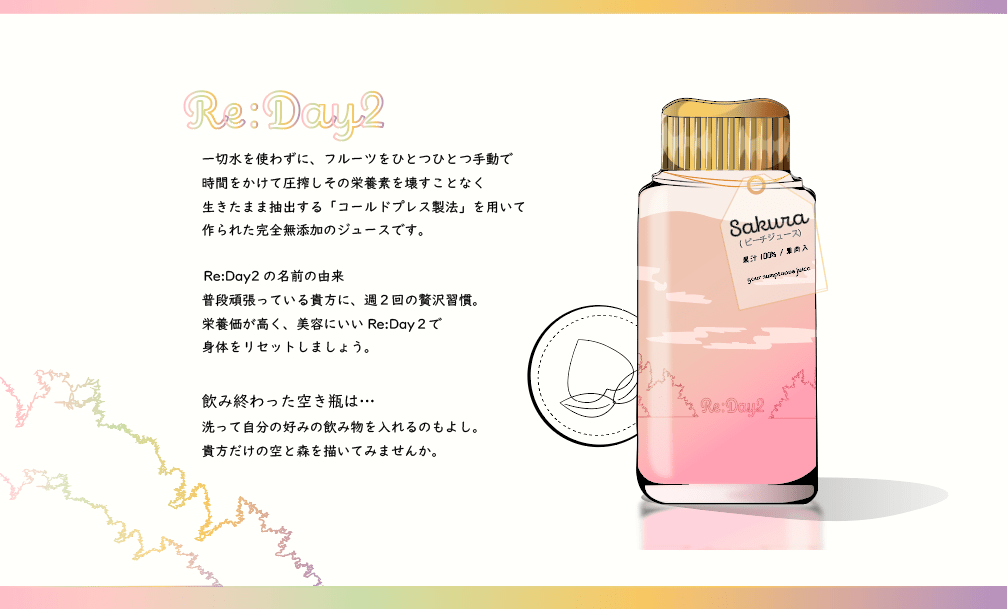 Re:Day2
一切水を使わずに、フルーツをひとつひとつ手動で
時間をかけて圧搾しその栄養素を壊すことなく
生きたまま抽出する「コールドプレス製法」を用いて
作られた完全無添加のジュースです。
Re:Day2 の名前の由来
普段頑張っている貴方に、週２回の贅沢習慣。
栄養価が高く、美容にいい Re:Day２で
身体をリセットしましょう。
飲み終わった空き瓶は…
洗って自分の好みの飲み物を入れるのもよし。
貴方だけの空と森を描いてみませんか。
Sakura
(ピーチジュース)
果汁 100% / 果肉入
your sumptuous juice
Re:Day2